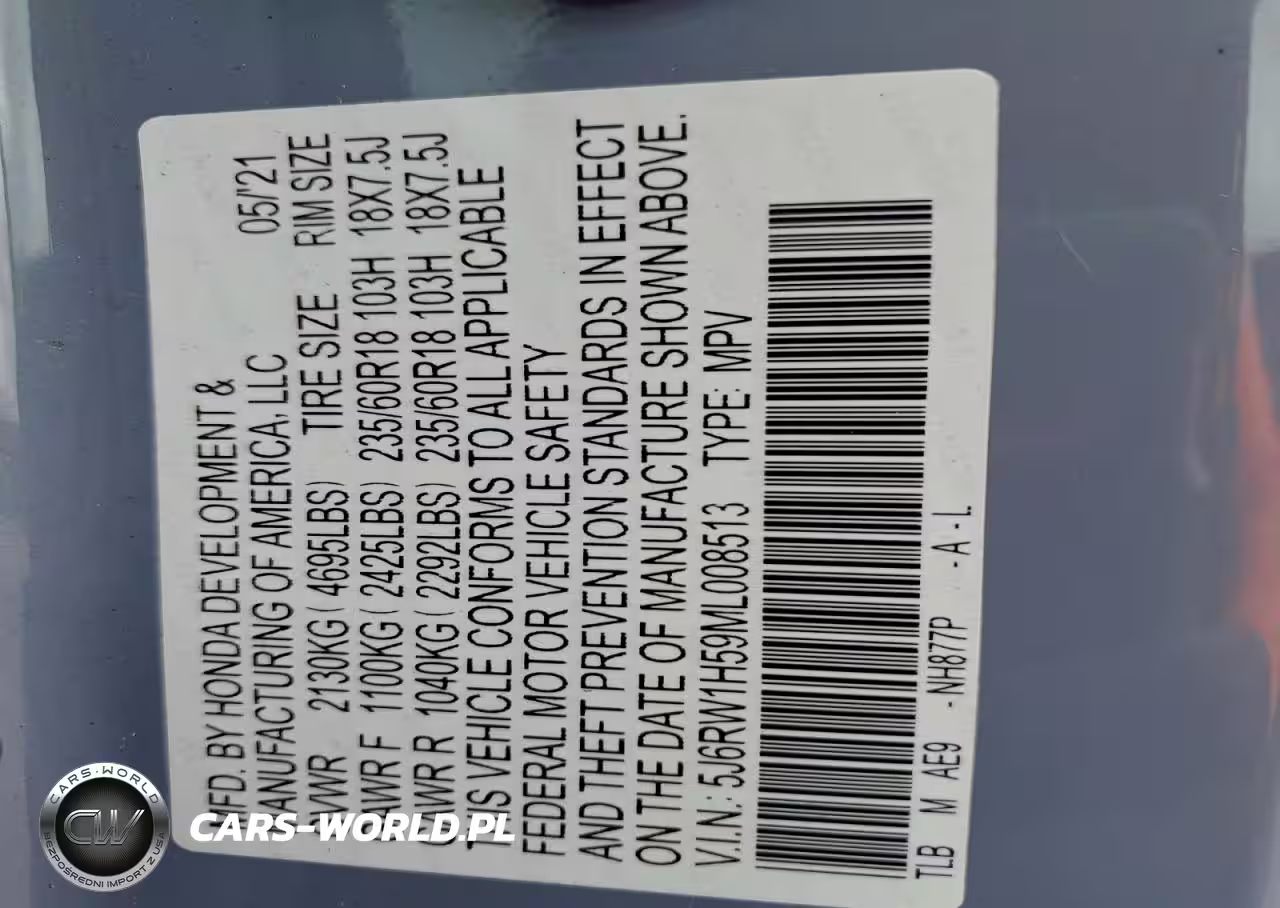 MFD. BY HONDA DEVELOPMENT &
MANUFACTURING OF AMERICA, LLC 05/'21
GVWR 2130KG ( 4695LBS) TIRE SIZE RIM SIZE
GAWR F 1100KG ( 2425LBS) 235/60R18 103H 18X7.5J
GAWR R 1040KG ( 2292LBS) 235/60R18 103H 18X7.5J
THIS VEHICLE CONFORMS TO ALL APPLICABLE
FEDERAL MOTOR VEHICLE SAFETY
AND THEFT PREVENTION STANDARDS IN EFFECT
ON THE DATE OF MANUFACTURE SHOWN ABOVE.
V.I.N.: 5J6RW1H59ML008513 TYPE: MPV
TLB M AE9 -NH877P -A-L
CARS-WORLD
CW
BEZPOŚREDNI IMPORT Z USA
CARS-WORLD.PL